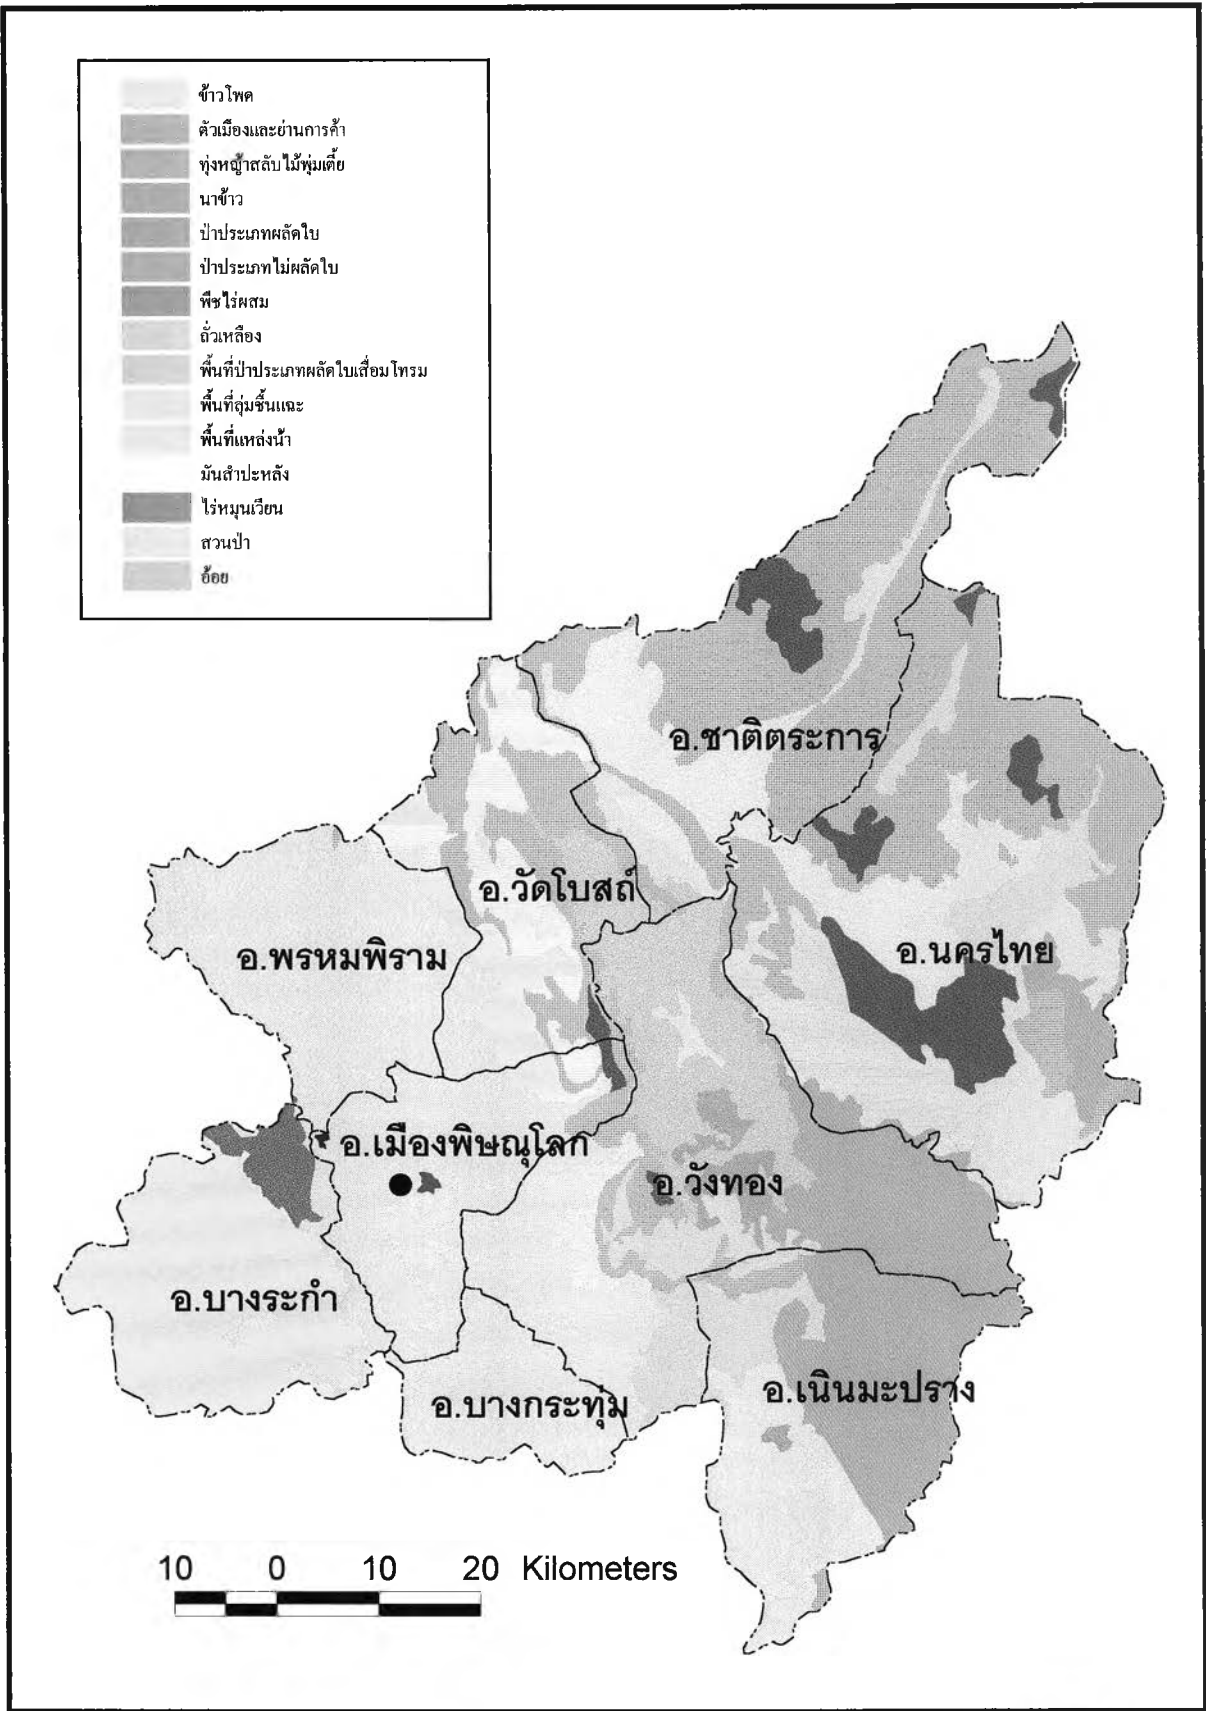 ข้าวโพด
ตัวเมืองและย่านการค้า
ทุ่งหญ้าสลับไม้พุ่มเตี้ย
นาข้าว
ป่าประเภทผลัดใบ
ป่าประเภทไม่ผลัดใบ
พืชไร่ผสม
ถั่วเหลือง
พื้นที่ป่าประเภทผลัดใบเสื่อมโทรม
พื้นที่ลุ่มชื้นแฉะ
พื้นที่แหล่งน้ำ
มันสำปะหลัง
ไร่หมุนเวียน
สวนป่า
อ้อย
อ.ชาติตระการ
อ.วัดโบสถ์
อ.พรหมพิราม
อ.นครไทย
อ.เมืองพิษณุโลก
อ.วังทอง
อ.บางระกำ
อ.เนินมะปราง
อ.บางกระทุ่ม
10 0 10 20 Kilometers